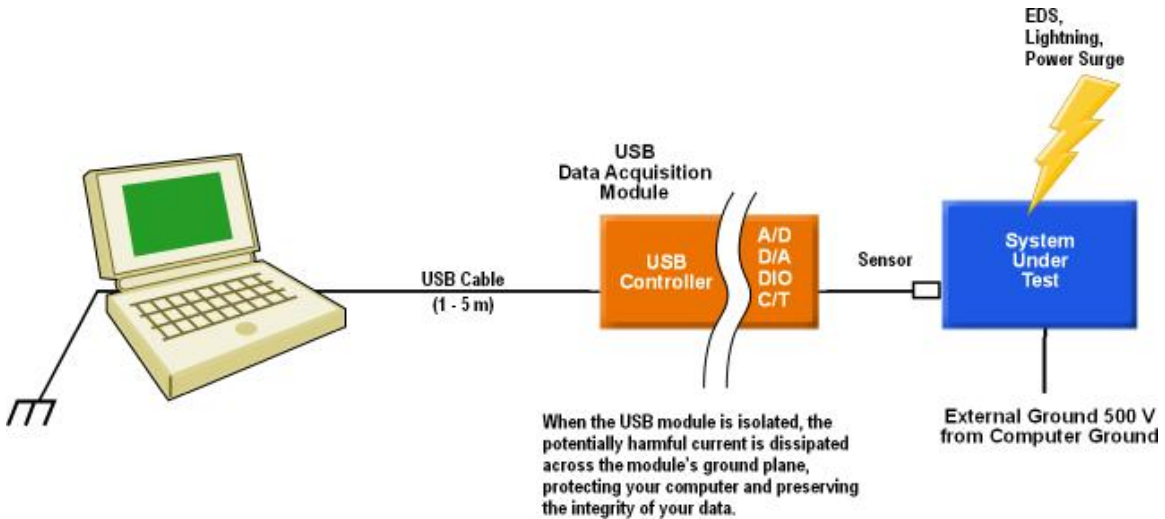 EDS,
Lightning,
Power Surge
USB
Data Acquisition
Module
USB
Controller
A/D
D/A
DIO
C/T
Sensor
System
Under
Test
USB Cable
(1 - 5 m)
External Ground 500 V
from Computer Ground
When the USB module is isolated, the
potentially harmful current is dissipated
across the module's ground plane,
protecting your computer and preserving
the integrity of your data.